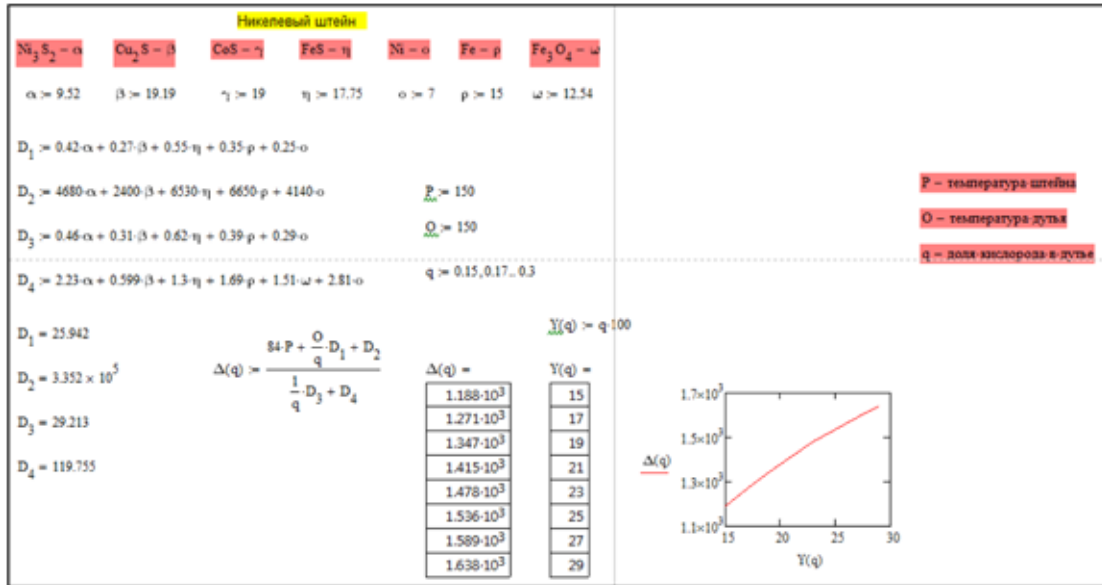 Никелевый штейн
Ni3S2 − α Cu2S − β CoS − γ FeS − η Ni − ο Fe − ρ Fe3O4 − ω
α := 9.52 β := 19.19 γ := 19 η := 17.75 ο := 7 ρ := 15 ω := 12.54
D1 := 0.42·α + 0.27·β + 0.55·η + 0.35·ρ + 0.25·ο
D2 := 4680·α + 2400·β + 6530·η + 6650·ρ + 4140·ο
P := 150
P − температура·штейна
D3 := 0.46·α + 0.31·β + 0.62·η + 0.39·ρ + 0.29·ο
O := 150
O − температура·дутья
D4 := 2.23·α + 0.599·β + 1.3·η + 1.69·ρ + 1.51·ω + 2.81·ο
q := 0.15, 0.17.. 0.3
q − доля·кислорода·в·дутье
D1 = 25.942
D2 = 3.352 × 10^5
D3 = 29.213
D4 = 119.755
Δ(q) := (84·P + O/q·D1 + D2) / (1/q·D3 + D4)
Y(q) := q·100
Δ(q) = Y(q) =
1.188·10^3 15
1.271·10^3 17
1.347·10^3 19
1.415·10^3 21
1.478·10^3 23
1.536·10^3 25
1.589·10^3 27
1.638·10^3 29
1.7×10^3
1.5×10^3
Δ(q)
1.3×10^3
1.1×10^3
15 20 25 30
Y(q)